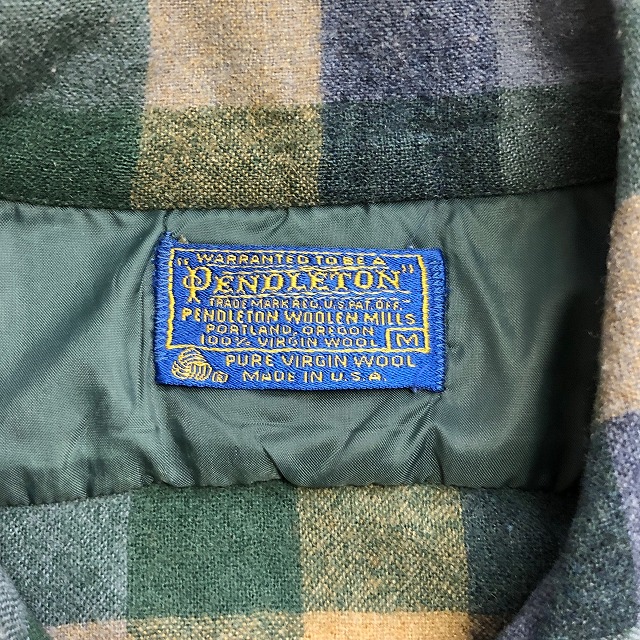 WARRANTED TO BE A
"PENDLETON"
TRADE MARK REG. U.S. PAT. OFF.
PENDLETON WOOLEN MILLS
PORTLAND, OREGON
100% VIRGIN WOOL M
® PURE VIRGIN WOOL
MADE IN U.S.A.